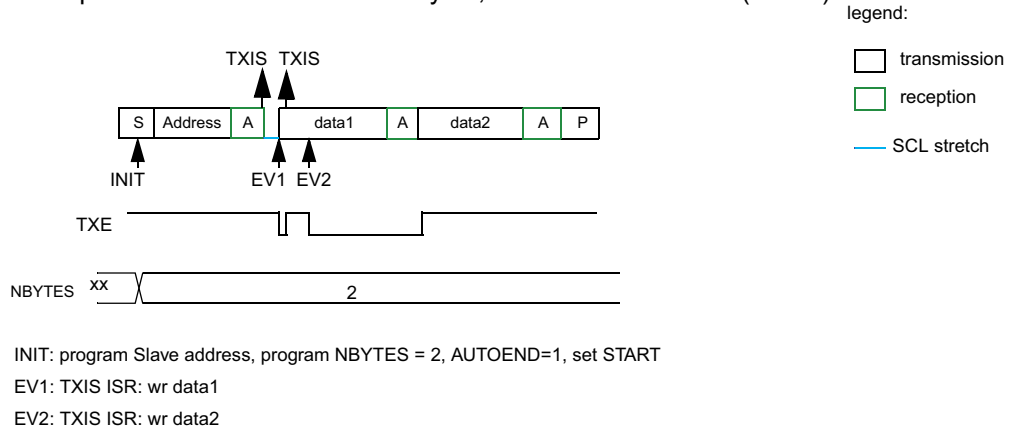 legend:
transmission
reception
SCL stretch
TXIS TXIS
S Address A data1 A data2 A P
INIT EV1 EV2
TXE
NBYTES xx 2
INIT: program Slave address, program NBYTES = 2, AUTOEND=1, set START
EV1: TXIS ISR: wr data1
EV2: TXIS ISR: wr data2